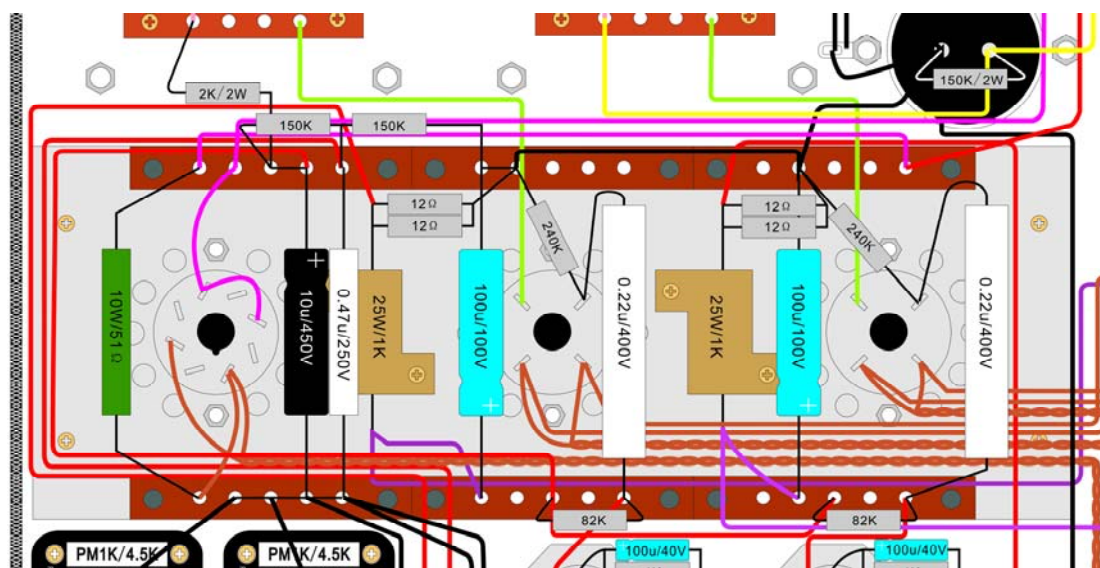 2K/2W
150K/2W
150K
150K
12Ω
12Ω
12Ω
12Ω
240K
240K
10W/51Ω
+
10u/450V
0.47u/250V
25W/1K
100u/100V
+
0.22u/400V
25W/1K
100u/100V
+
0.22u/400V
82K
82K
PM1K/4.5K
PM1K/4.5K
100u/40V
100u/40V